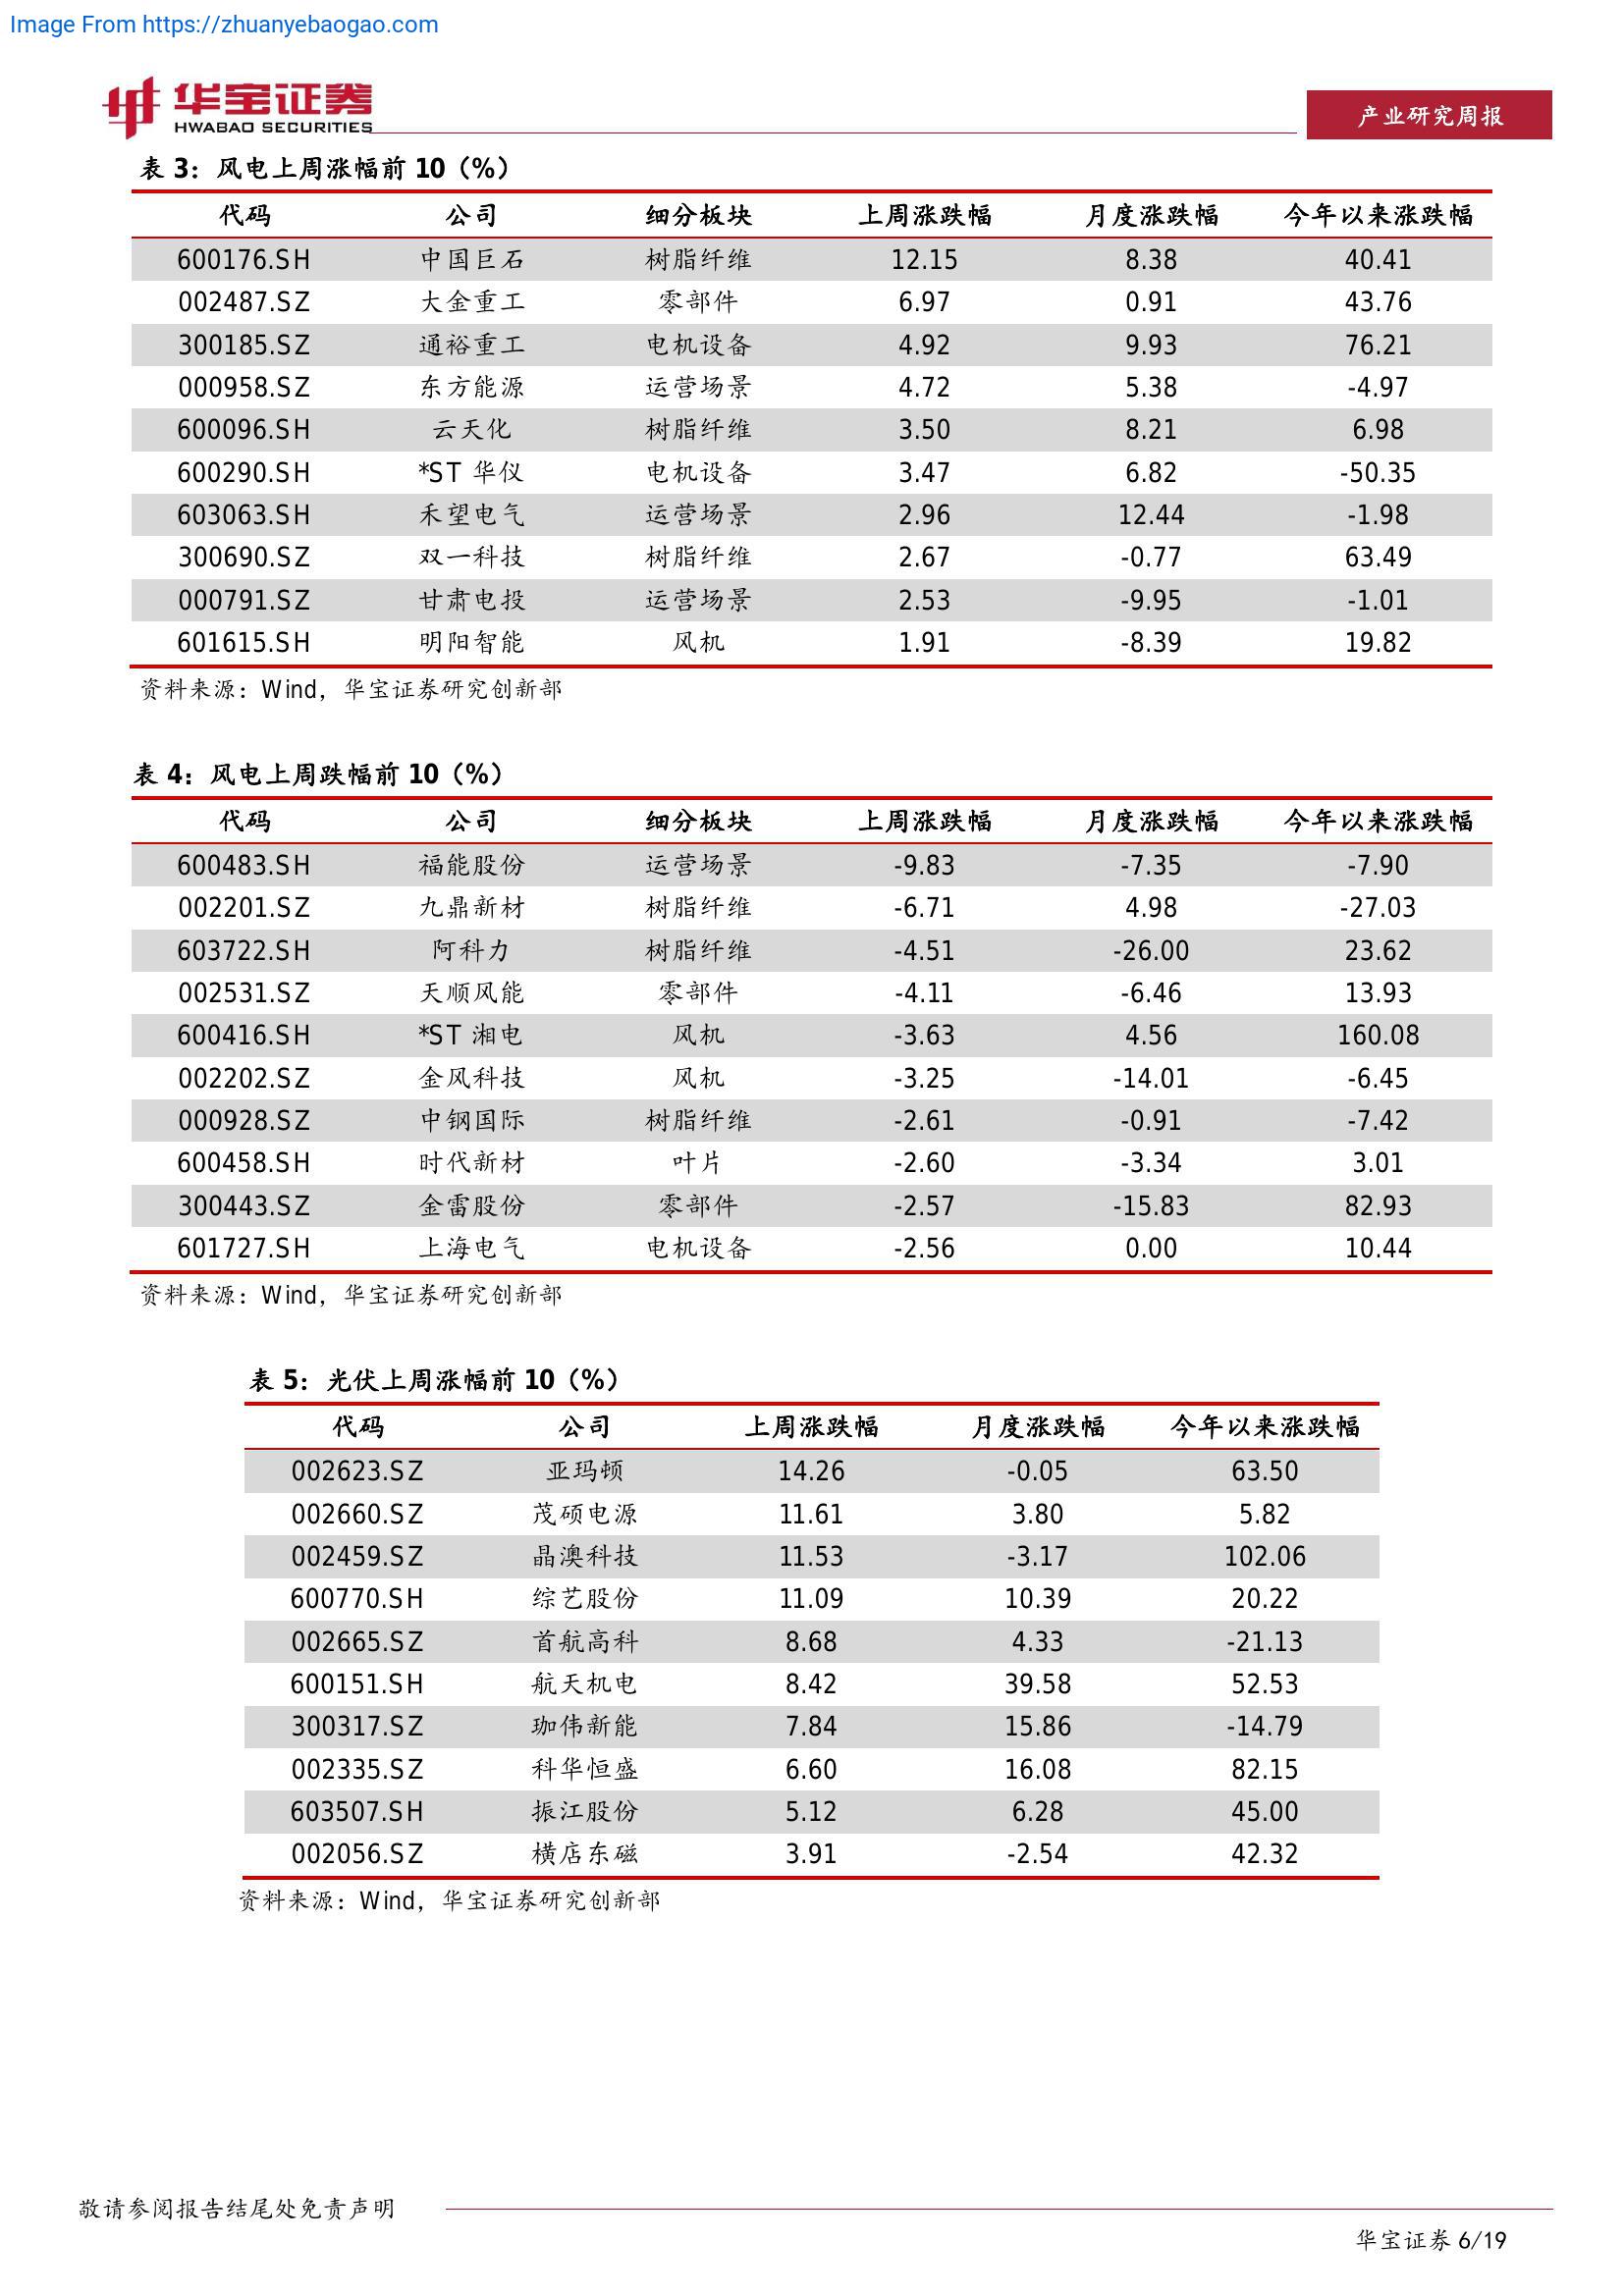 Image From https://zhuanyebaogao.com
华宝证券
HWABAO SECURITIES
产业研究周报
表 3：风电上周涨幅前 10（%）
代码 公司 细分板块 上周涨跌幅 月度涨跌幅 今年以来涨跌幅
600176.SH 中国巨石 树脂纤维 12.15 8.38 40.41
002487.SZ 大金重工 零部件 6.97 0.91 43.76
300185.SZ 通裕重工 电机设备 4.92 9.93 76.21
000958.SZ 东方能源 运营场景 4.72 5.38 -4.97
600096.SH 云天化 树脂纤维 3.50 8.21 6.98
600290.SH *ST 华仪 电机设备 3.47 6.82 -50.35
603063.SH 禾望电气 运营场景 2.96 12.44 -1.98
300690.SZ 双一科技 树脂纤维 2.67 -0.77 63.49
000791.SZ 甘肃电投 运营场景 2.53 -9.95 -1.01
601615.SH 明阳智能 风机 1.91 -8.39 19.82
资料来源：Wind，华宝证券研究创新部
表 4：风电上周跌幅前 10（%）
代码 公司 细分板块 上周涨跌幅 月度涨跌幅 今年以来涨跌幅
600483.SH 福能股份 运营场景 -9.83 -7.35 -7.90
002201.SZ 九鼎新材 树脂纤维 -6.71 4.98 -27.03
603722.SH 阿科力 树脂纤维 -4.51 -26.00 23.62
002531.SZ 天顺风能 零部件 -4.11 -6.46 13.93
600416.SH *ST 湘电 风机 -3.63 4.56 160.08
002202.SZ 金风科技 风机 -3.25 -14.01 -6.45
000928.SZ 中钢国际 树脂纤维 -2.61 -0.91 -7.42
600458.SH 时代新材 叶片 -2.60 -3.34 3.01
300443.SZ 金雷股份 零部件 -2.57 -15.83 82.93
601727.SH 上海电气 电机设备 -2.56 0.00 10.44
资料来源：Wind，华宝证券研究创新部
表 5：光伏上周涨幅前 10（%）
代码 公司 上周涨跌幅 月度涨跌幅 今年以来涨跌幅
002623.SZ 亚玛顿 14.26 -0.05 63.50
002660.SZ 茂硕电源 11.61 3.80 5.82
002459.SZ 晶澳科技 11.53 -3.17 102.06
600770.SH 综艺股份 11.09 10.39 20.22
002665.SZ 首航高科 8.68 4.33 -21.13
600151.SH 航天机电 8.42 39.58 52.53
300317.SZ 珈伟新能 7.84 15.86 -14.79
002335.SZ 科华恒盛 6.60 16.08 82.15
603507.SH 振江股份 5.12 6.28 45.00
002056.SZ 横店东磁 3.91 -2.54 42.32
资料来源：Wind，华宝证券研究创新部
敬请参阅报告结尾处免责声明
华宝证券 6/19